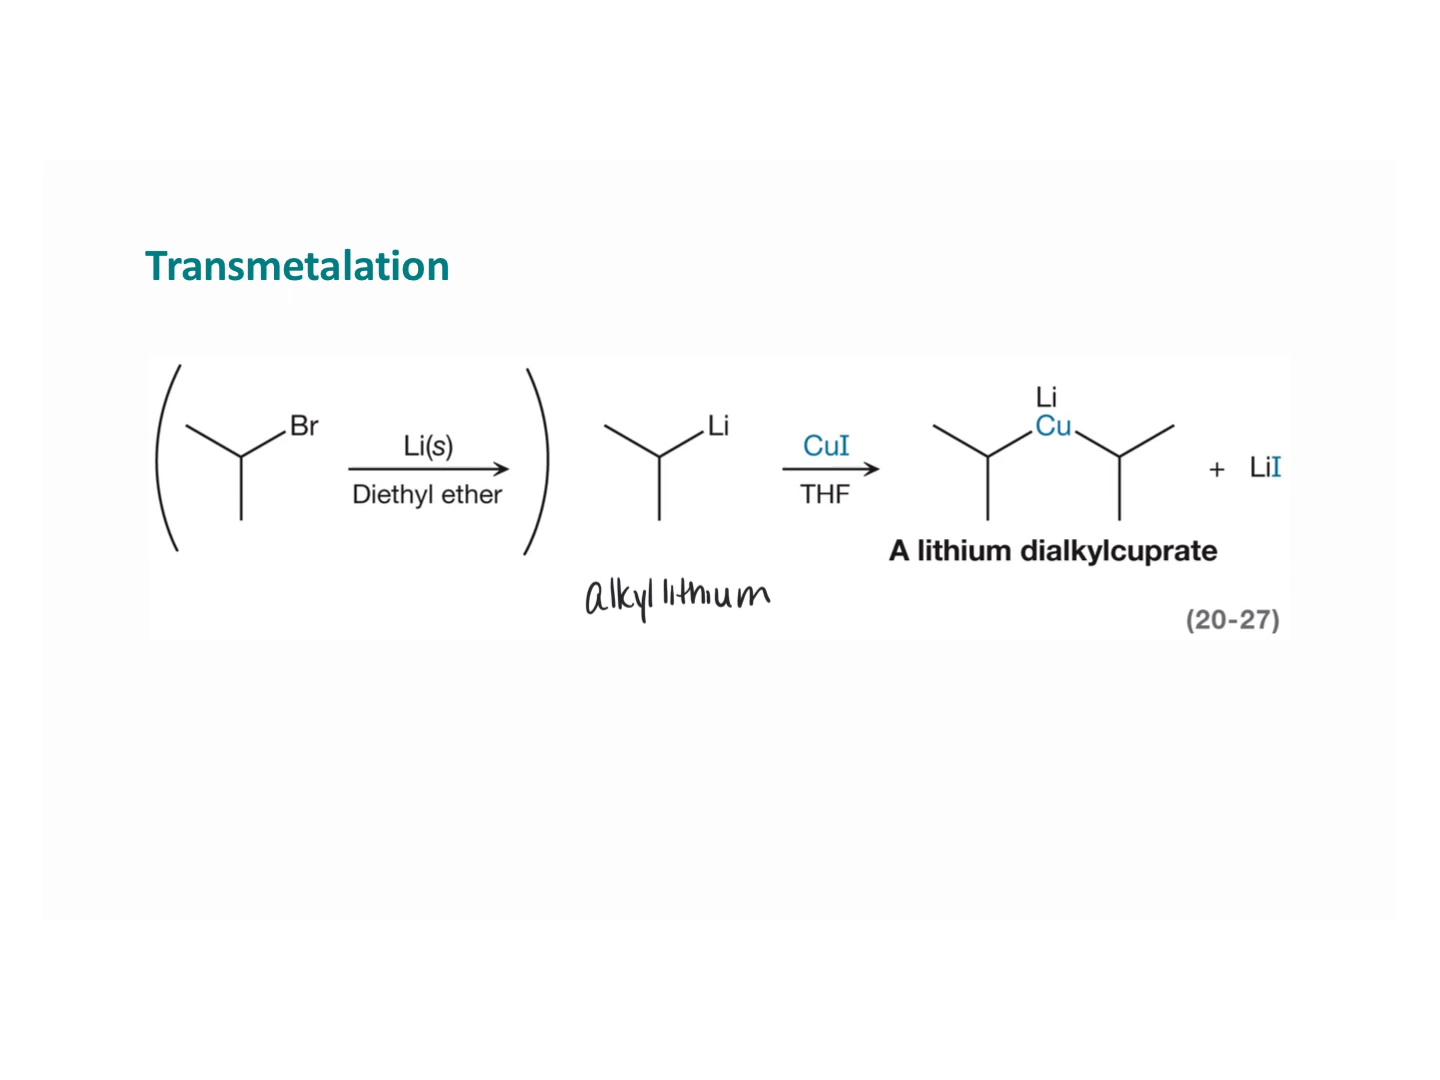 Transmetalation
Br
Li(s)
Diethyl ether
Li
CuI
THF
Li
Cu
+ LiI
A lithium dialkylcuprate
alkyl lithium
(20-27)